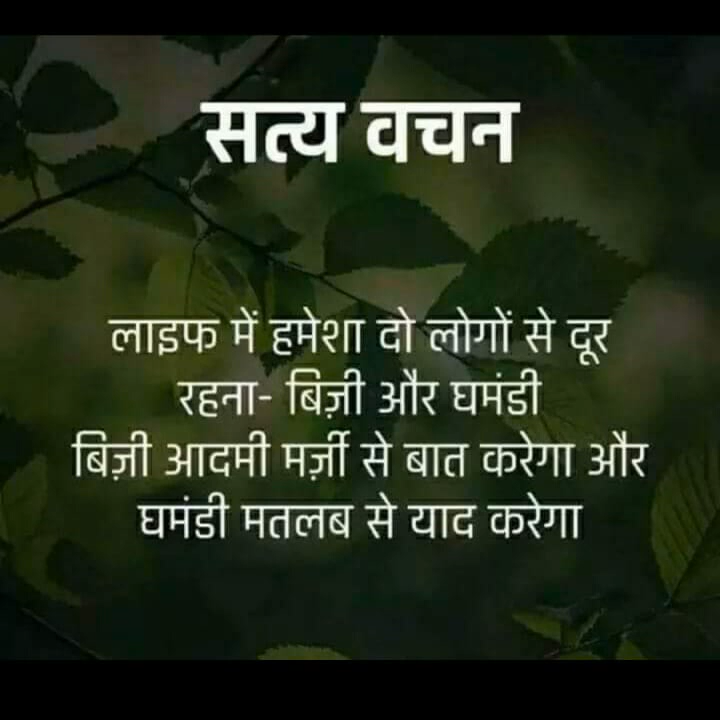 सत्य वचन
लाइफ में हमेशा दो लोगों से दूर
रहना- बिज़ी और घमंडी
बिज़ी आदमी मर्ज़ी से बात करेगा और
घमंडी मतलब से याद करेगा